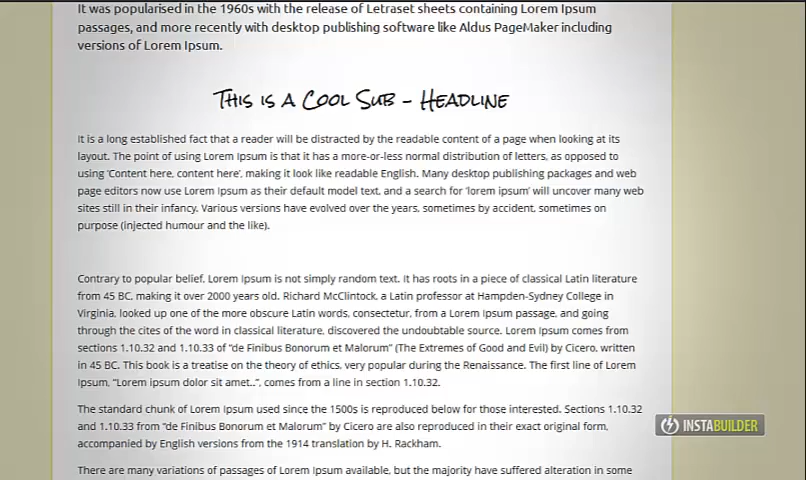 It was popularised in the 1960s with the release of Letraset sheets containing Lorem Ipsum
passages, and more recently with desktop publishing software like Aldus PageMaker including
versions of Lorem Ipsum.
This is a Cool Sub - Headline
It is a long established fact that a reader will be distracted by the readable content of a page when looking at its
layout. The point of using Lorem Ipsum is that it has a more-or-less normal distribution of letters, as opposed to
using 'Content here, content here', making it look like readable English. Many desktop publishing packages and web
page editors now use Lorem Ipsum as their default model text, and a search for 'lorem ipsum' will uncover many web
sites still in their infancy. Various versions have evolved over the years, sometimes by accident, sometimes on
purpose (injected humour and the like).
Contrary to popular belief, Lorem Ipsum is not simply random text. It has roots in a piece of classical Latin literature
from 45 BC, making it over 2000 years old. Richard McClintock, a Latin professor at Hampden-Sydney College in
Virginia, looked up one of the more obscure Latin words, consectetur, from a Lorem Ipsum passage, and going
through the cites of the word in classical literature, discovered the undoubtable source. Lorem Ipsum comes from
sections 1.10.32 and 1.10.33 of "de Finibus Bonorum et Malorum" (The Extremes of Good and Evil) by Cicero, written
in 45 BC. This book is a treatise on the theory of ethics, very popular during the Renaissance. The first line of Lorem
Ipsum, "Lorem ipsum dolor sit amet..", comes from a line in section 1.10.32.
The standard chunk of Lorem Ipsum used since the 1500s is reproduced below for those interested. Sections 1.10.32
and 1.10.33 from "de Finibus Bonorum et Malorum" by Cicero are also reproduced in their exact original form,
accompanied by English versions from the 1914 translation by H. Rackham.
INSTABUILDER
There are many variations of passages of Lorem Ipsum available, but the majority have suffered alteration in some